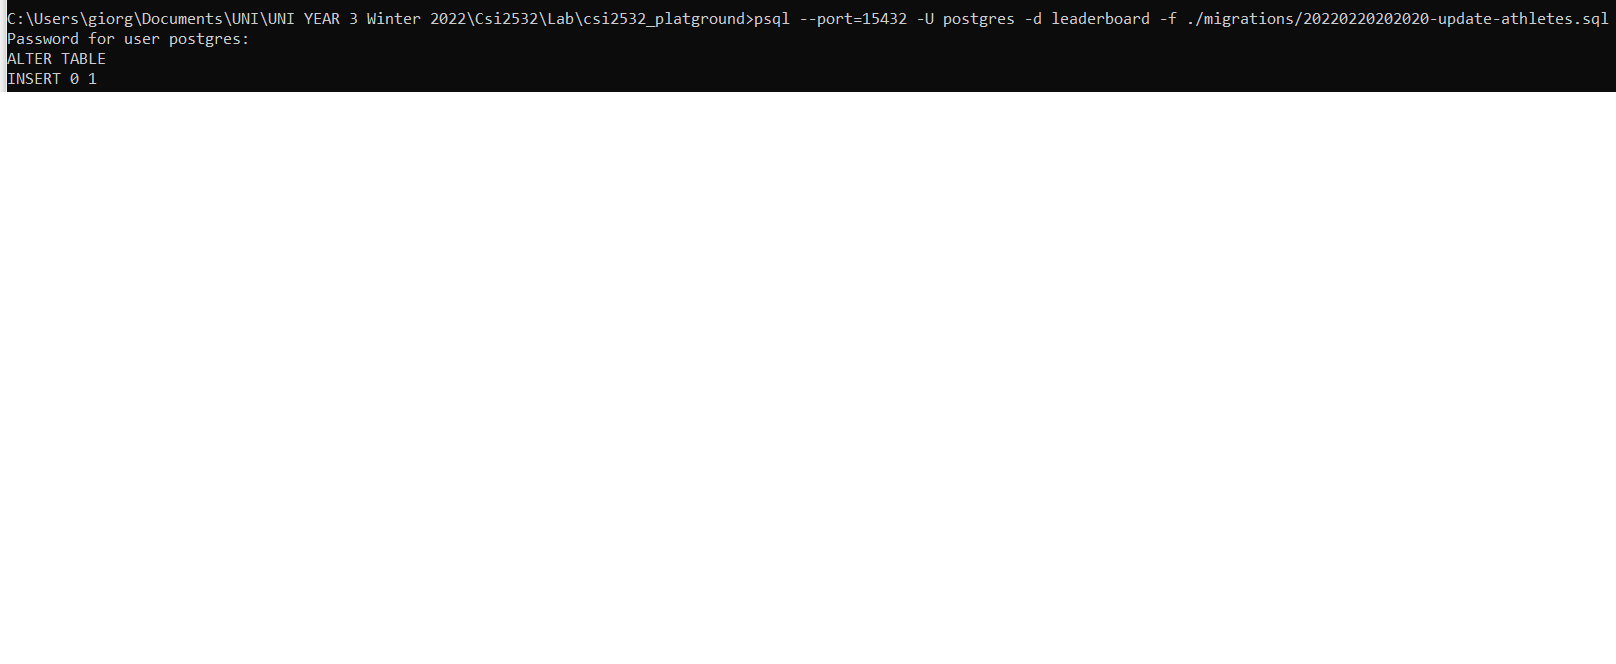 C:\Users\giorg\Documents\UNI\UNI YEAR 3 Winter 2022\Csi2532\Lab\csi2532_platground>psql --port=15432 -U postgres -d leaderboard -f ./migrations/20220220202020-update-athletes.sql
Password for user postgres:
ALTER TABLE
INSERT 0 1